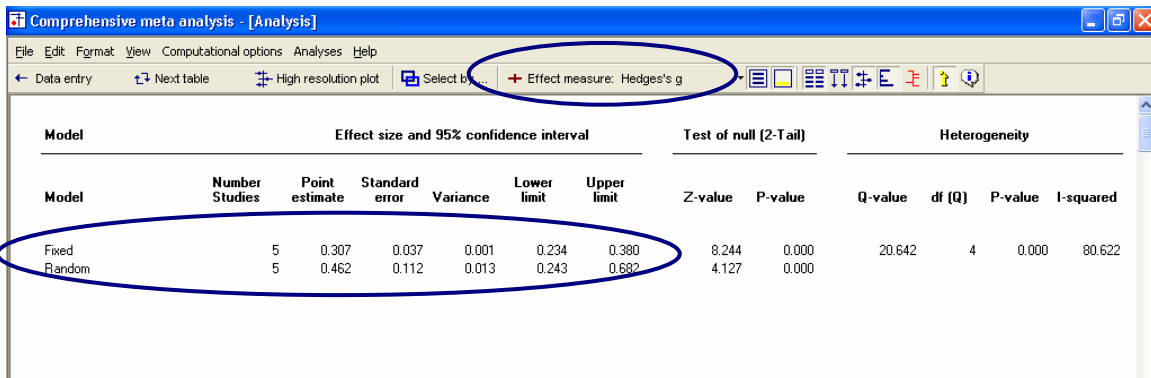 Comprehensive meta analysis - [Analysis]
File Edit Format View Computational options Analyses Help
← Data entry Next table High resolution plot Select by ... + Effect measure: Hedges's g
Model Effect size and 95% confidence interval Test of null (2-Tail) Heterogeneity
Model Number Studies Point estimate Standard error Variance Lower limit Upper limit Z-value P-value Q-value df (Q) P-value I-squared
Fixed 5 0.307 0.037 0.001 0.234 0.380 8.244 0.000 20.642 4 0.000 80.622
Random 5 0.462 0.112 0.013 0.243 0.682 4.127 0.000